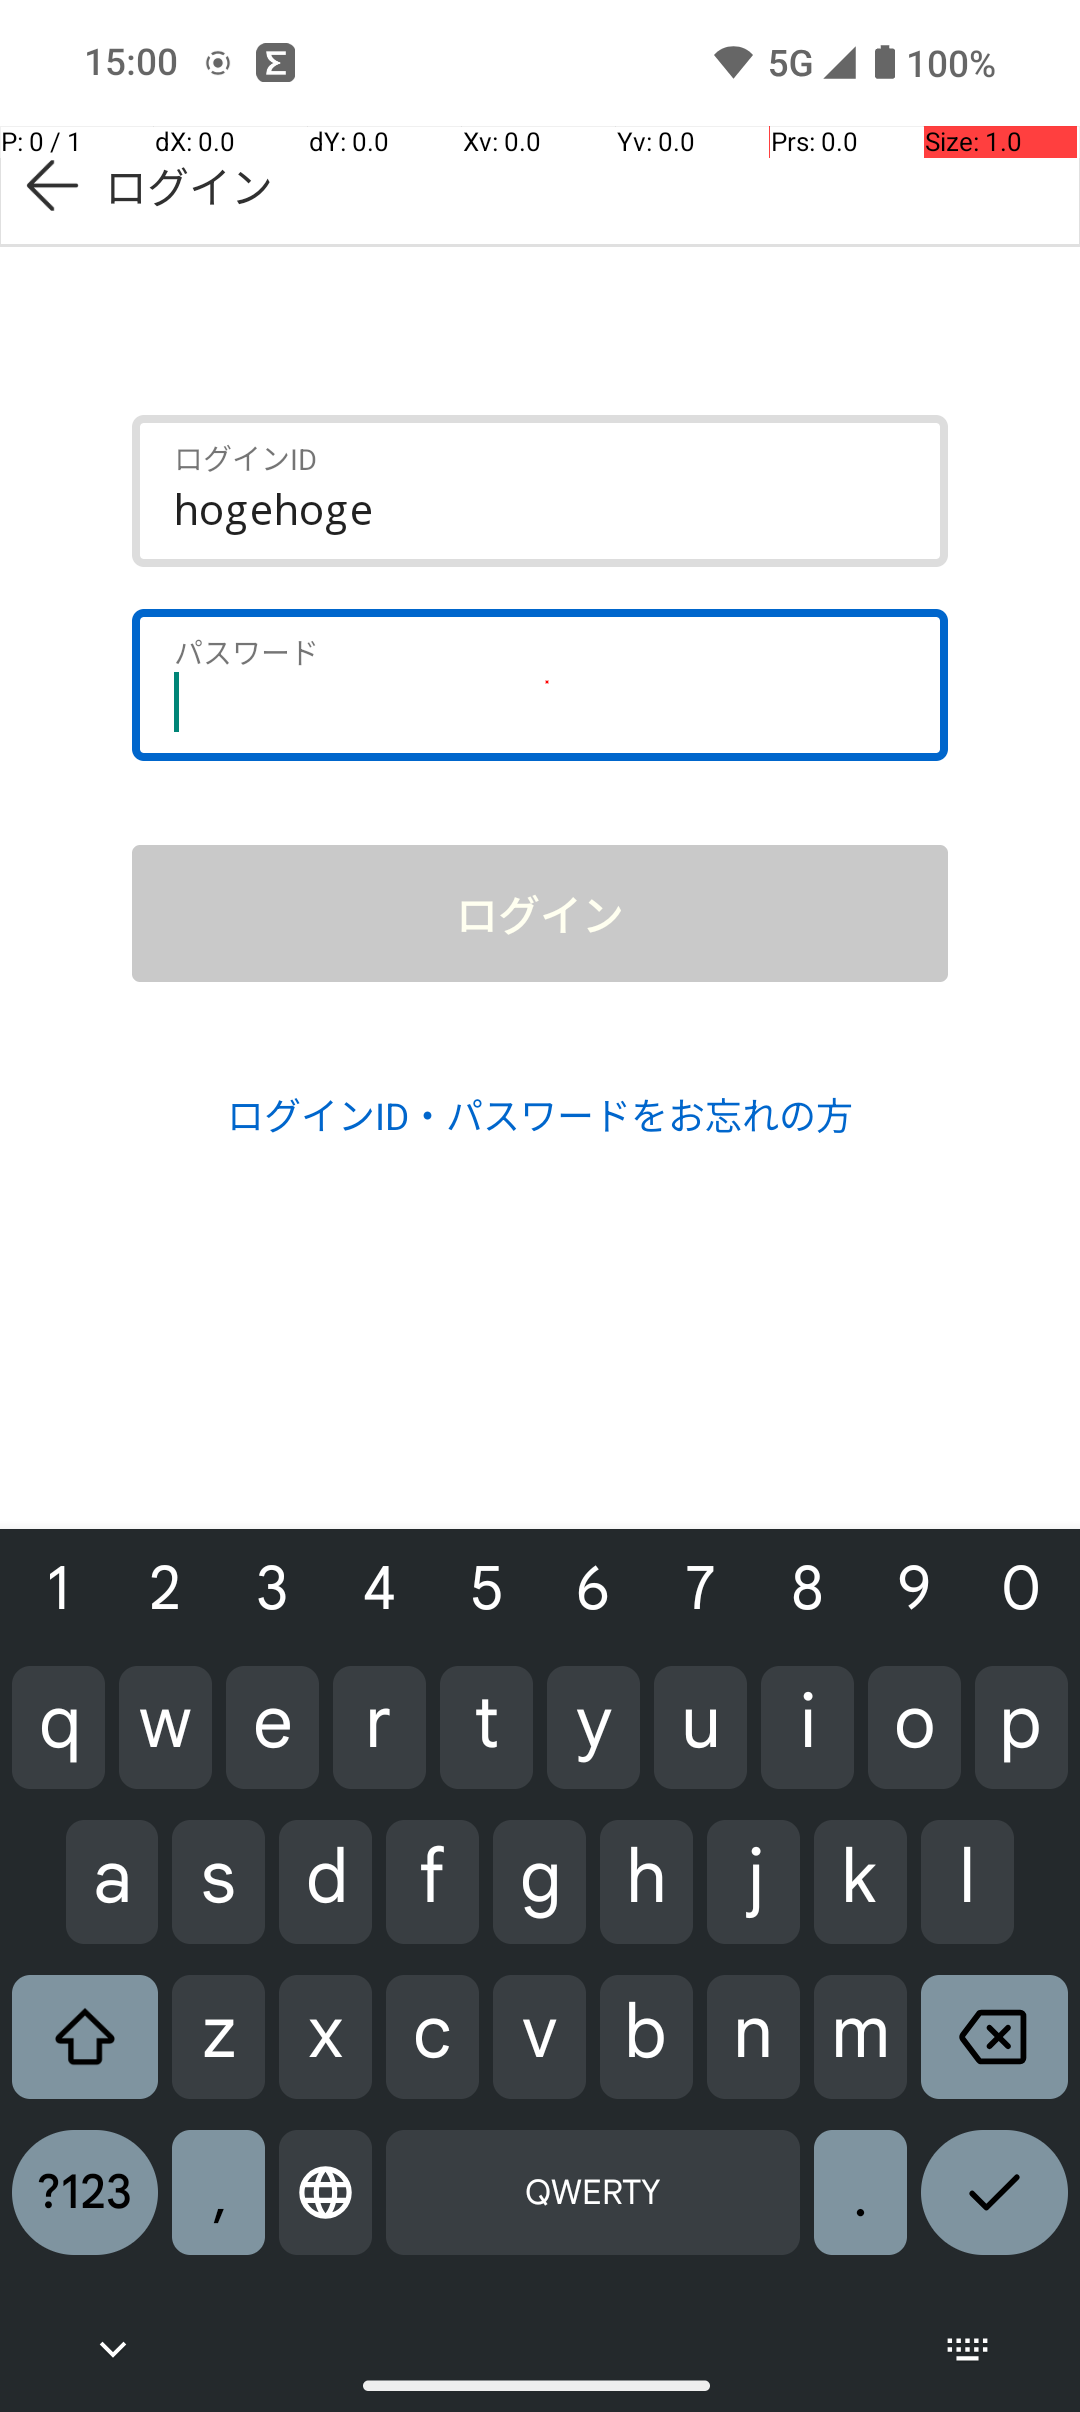 15:00 5G 100%
P: 0 / 1 dX: 0.0 dY: 0.0 Xv: 0.0 Yv: 0.0 Prs: 0.0 Size: 1.0
ログイン
ログインID
hogehoge
パスワード
ログイン
ログインID・パスワードをお忘れの方
1 2 3 4 5 6 7 8 9 0
q w e r t y u i o p
a s d f g h j k l
z x c v b n m
?123 , QWERTY .